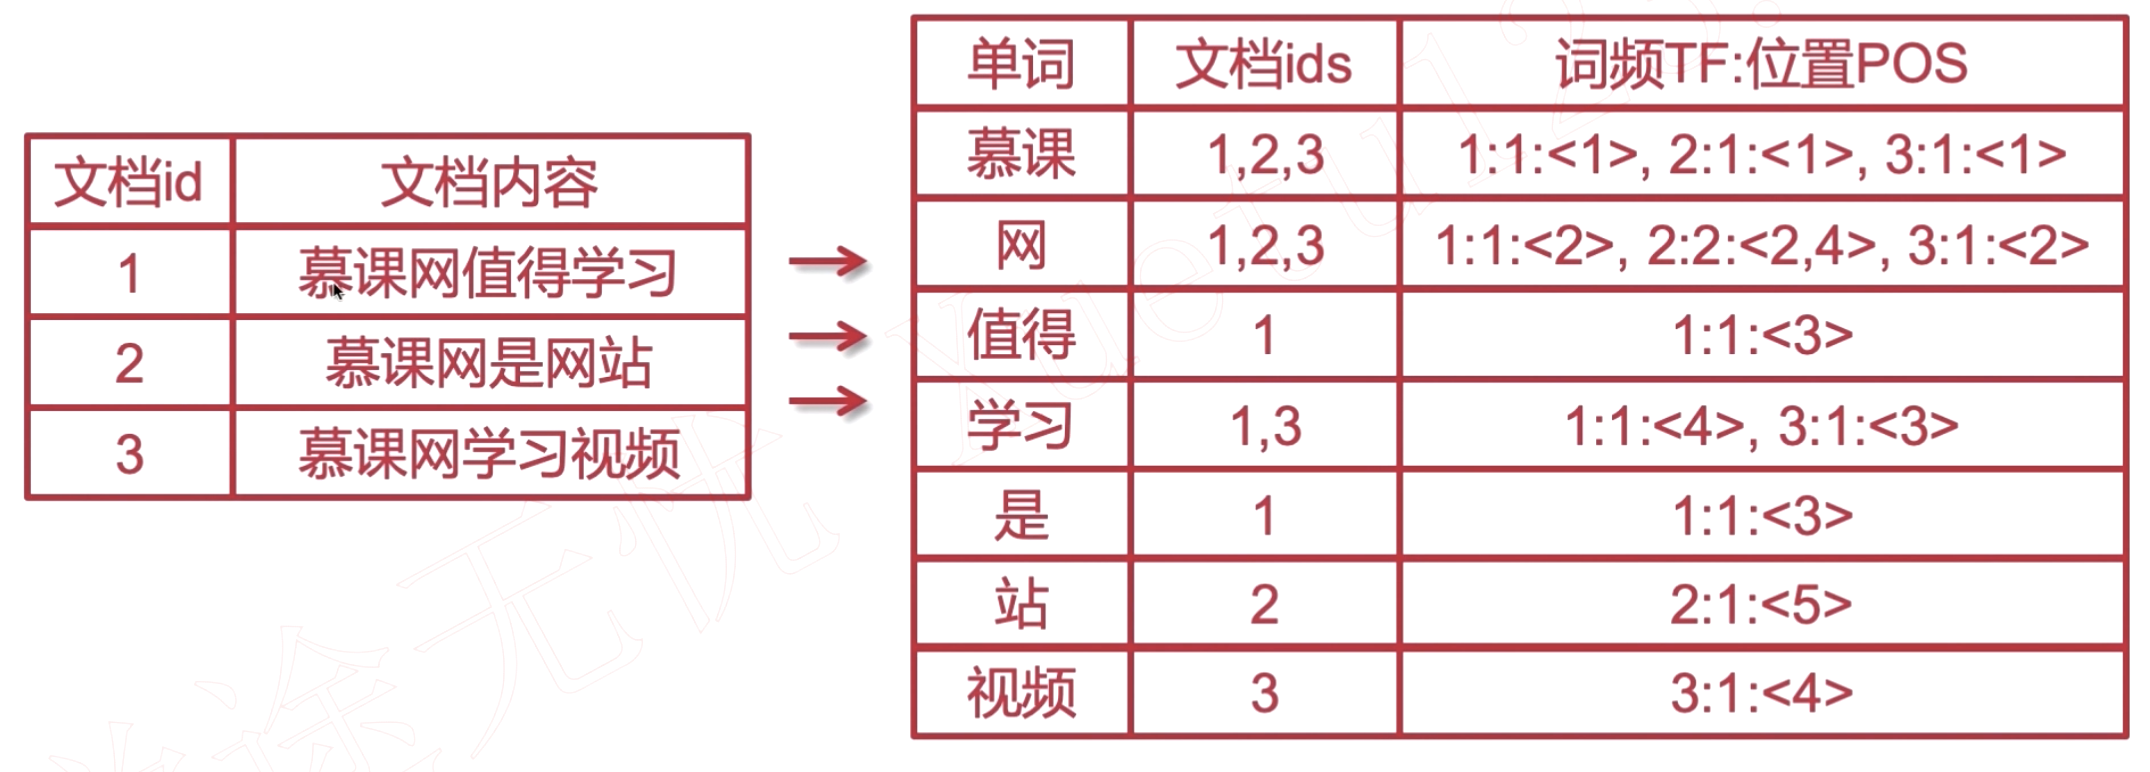 文档id 文档内容
1 慕课网值得学习
2 慕课网是网站
3 慕课网学习视频
单词 文档ids 词频TF:位置POS
慕课 1,2,3 1:1:<1>, 2:1:<1>, 3:1:<1>
网 1,2,3 1:1:<2>, 2:2:<2,4>, 3:1:<2>
值得 1 1:1:<3>
学习 1,3 1:1:<4>, 3:1:<3>
是 1 1:1:<3>
站 2 2:1:<5>
视频 3 3:1:<4>